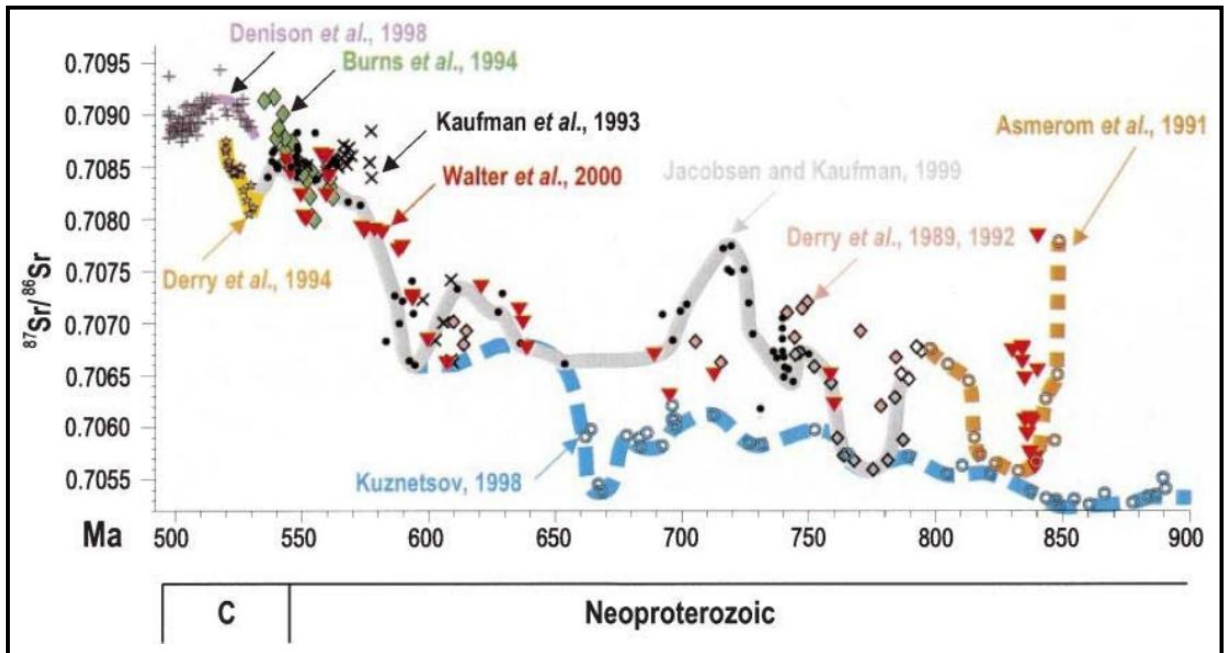 Denison et al., 1998
Burns et al., 1994
Kaufman et al., 1993
Asmerom et al., 1991
Walter et al., 2000
Jacobsen and Kaufman, 1999
Derry et al., 1989, 1992
Derry et al., 1994
Kuznetsov, 1998
87Sr/86Sr
0.7095
0.7090
0.7085
0.7080
0.7075
0.7070
0.7065
0.7060
0.7055
Ma 500 550 600 650 700 750 800 850 900
C Neoproterozoic